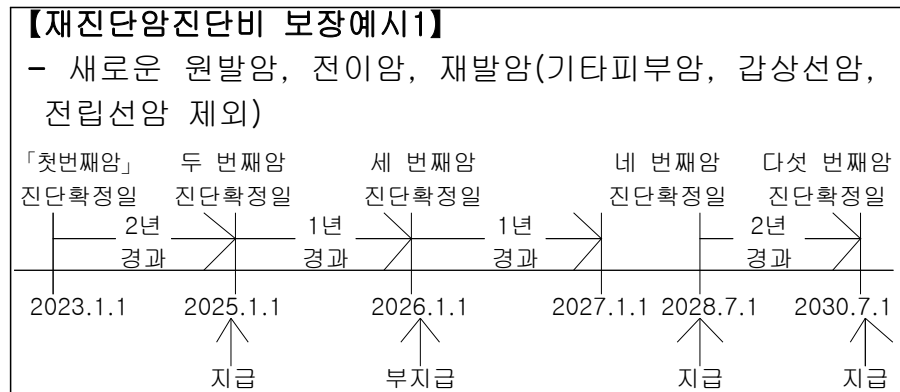 【재진단암진단비 보장예시1】
- 새로운 원발암, 전이암, 재발암(기타피부암, 갑상선암,
전립선암 제외)
「첫번째암」 두 번째암 세 번째암 네 번째암 다섯 번째암
진단확정일 진단확정일 진단확정일 진단확정일 진단확정일
2년 1년 1년 2년
경과 경과 경과 경과
2023.1.1 2025.1.1 2026.1.1 2027.1.1 2028.7.1 2030.7.1
지급 부지급 지급 지급